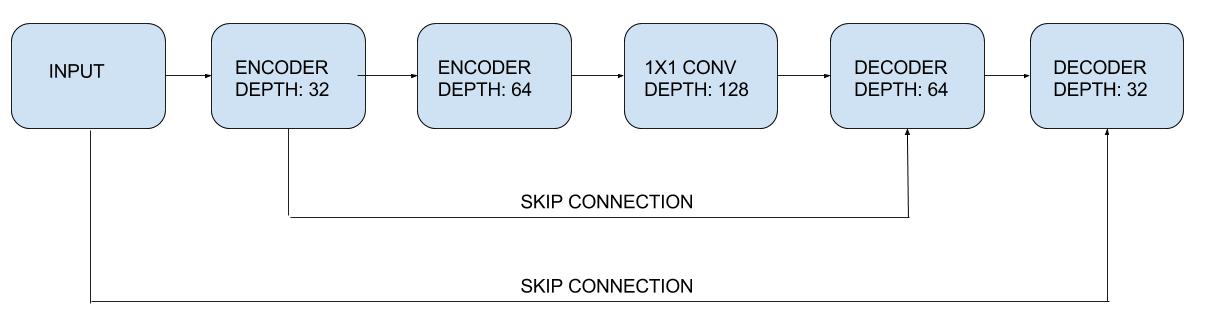 INPUT
ENCODER
DEPTH: 32
ENCODER
DEPTH: 64
1X1 CONV
DEPTH: 128
DECODER
DEPTH: 64
DECODER
DEPTH: 32
SKIP CONNECTION
SKIP CONNECTION